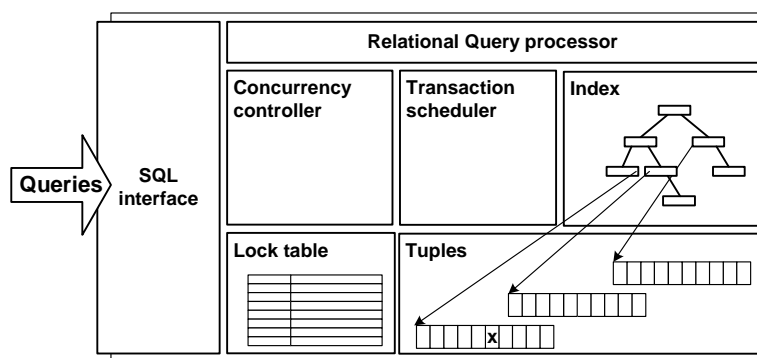 Relational Query processor
Concurrency
controller
Transaction
scheduler
Index
Queries
SQL
interface
Lock table
Tuples
x